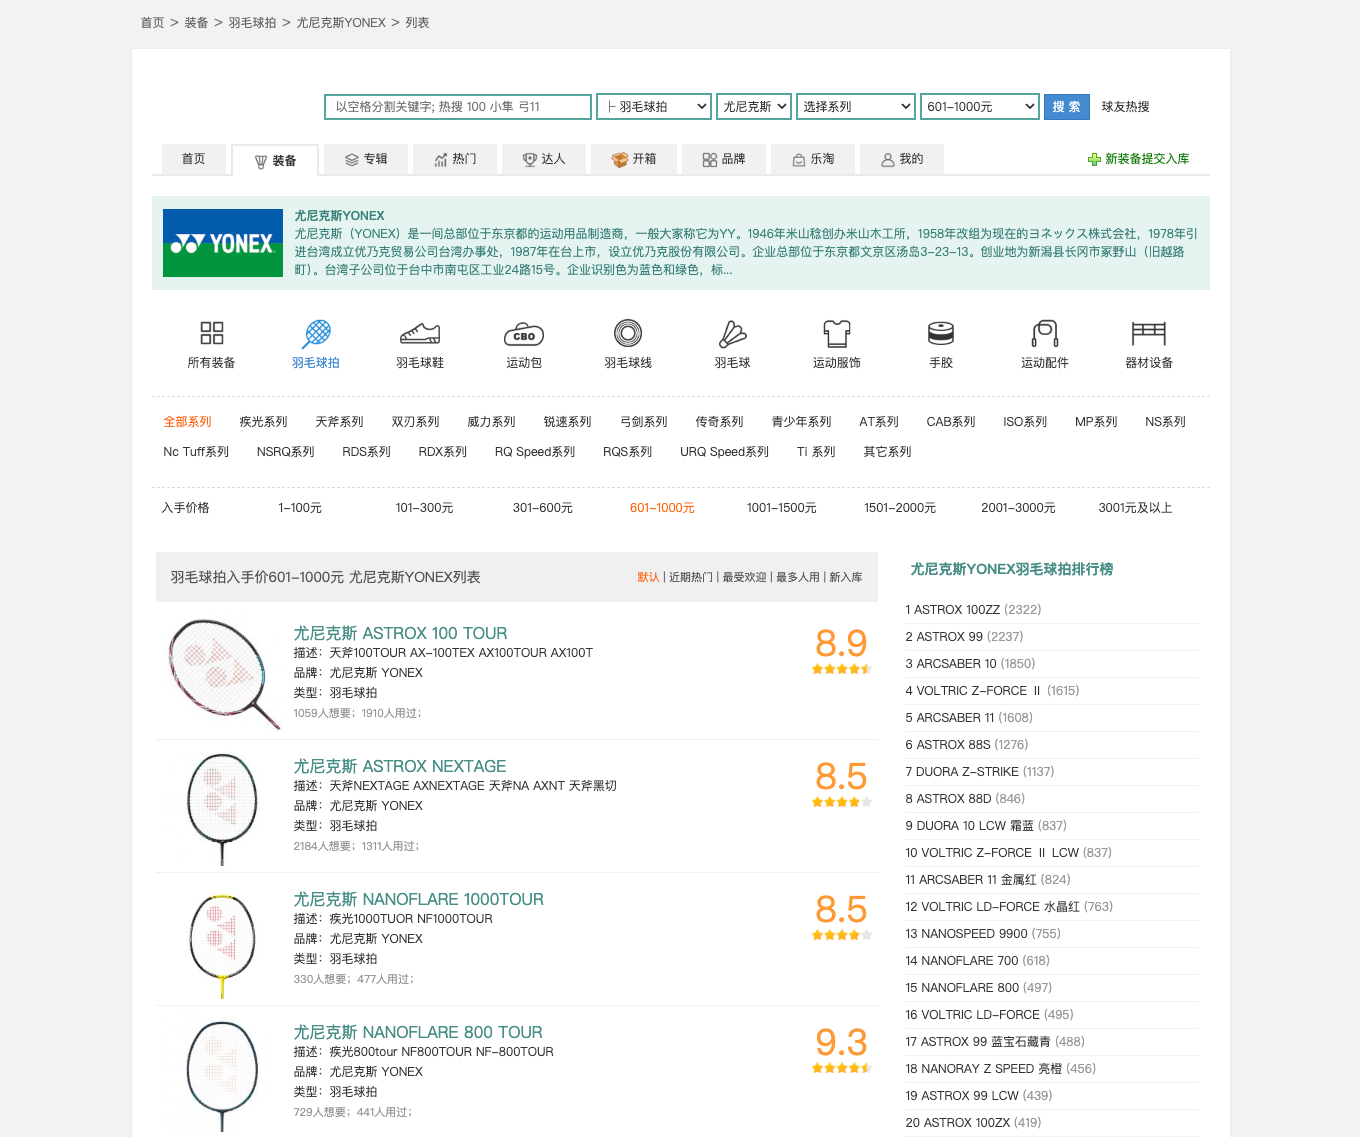 首页 > 装备 > 羽毛球拍 > 尤尼克斯YONEX > 列表
以空格分割关键字; 热搜 100 小隼 弓11
├ 羽毛球拍
尤尼克斯
选择系列
601-1000元
搜 索
球友热搜
首页
装备
专辑
热门
达人
开箱
品牌
乐淘
我的
新装备提交入库
YONEX
尤尼克斯YONEX
尤尼克斯（YONEX）是一间总部位于东京都的运动用品制造商，一般大家称它为YY。1946年米山稔创办米山木工所，1958年改组为现在的ヨネックス株式会社，1978年引
进台湾成立优乃克贸易公司台湾办事处，1987年在台上市，设立优乃克股份有限公司。企业总部位于东京都文京区汤岛3-23-13。创业地为新潟县长冈市冢野山（旧越路
町）。台湾子公司位于台中市南屯区工业24路15号。企业识别色为蓝色和绿色，标...
CBO
所有装备
羽毛球拍
羽毛球鞋
运动包
羽毛球线
羽毛球
运动服饰
手胶
运动配件
器材设备
全部系列 疾光系列 天斧系列 双刃系列 威力系列 锐速系列 弓剑系列 传奇系列 青少年系列 AT系列 CAB系列 ISO系列 MP系列 NS系列
Nc Tuff系列 NSRQ系列 RDS系列 RDX系列 RQ Speed系列 RQS系列 URQ Speed系列 Ti 系列 其它系列
入手价格 1-100元 101-300元 301-600元 601-1000元 1001-1500元 1501-2000元 2001-3000元 3001元及以上
羽毛球拍入手价601-1000元 尤尼克斯YONEX列表
默认 | 近期热门 | 最受欢迎 | 最多人用 | 新入库
尤尼克斯 ASTROX 100 TOUR
描述：天斧100TOUR AX-100TEX AX100TOUR AX100T
品牌：尤尼克斯 YONEX
类型：羽毛球拍
1059人想要；1910人用过；
8.9
尤尼克斯 ASTROX NEXTAGE
描述：天斧NEXTAGE AXNEXTAGE 天斧NA AXNT 天斧黑切
品牌：尤尼克斯 YONEX
类型：羽毛球拍
2184人想要；1311人用过；
8.5
尤尼克斯 NANOFLARE 1000TOUR
描述：疾光1000TUOR NF1000TOUR
品牌：尤尼克斯 YONEX
类型：羽毛球拍
330人想要；477人用过；
8.5
尤尼克斯 NANOFLARE 800 TOUR
描述：疾光800tour NF800TOUR NF-800TOUR
品牌：尤尼克斯 YONEX
类型：羽毛球拍
729人想要；441人用过；
9.3
尤尼克斯YONEX羽毛球拍排行榜
1 ASTROX 100ZZ (2322)
2 ASTROX 99 (2237)
3 ARCSABER 10 (1850)
4 VOLTRIC Z-FORCE Ⅱ (1615)
5 ARCSABER 11 (1608)
6 ASTROX 88S (1276)
7 DUORA Z-STRIKE (1137)
8 ASTROX 88D (846)
9 DUORA 10 LCW 霜蓝 (837)
10 VOLTRIC Z-FORCE Ⅱ LCW (837)
11 ARCSABER 11 金属红 (824)
12 VOLTRIC LD-FORCE 水晶红 (763)
13 NANOSPEED 9900 (755)
14 NANOFLARE 700 (618)
15 NANOFLARE 800 (497)
16 VOLTRIC LD-FORCE (495)
17 ASTROX 99 蓝宝石藏青 (488)
18 NANORAY Z SPEED 亮橙 (456)
19 ASTROX 99 LCW (439)
20 ASTROX 100ZX (419)